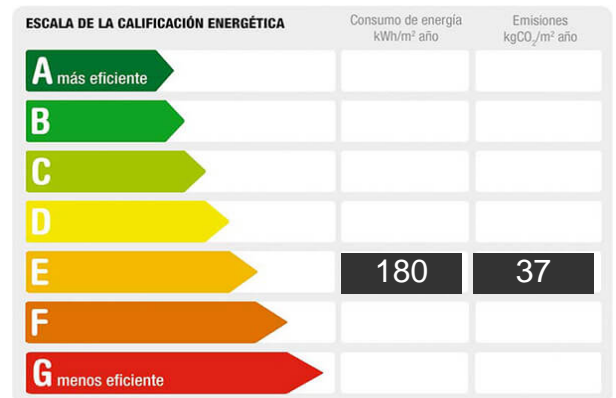 ESCALA DE LA CALIFICACIÓN ENERGÉTICA
Consumo de energía
kWh/m² año
Emisiones
kgCO₂/m² año
A más eficiente
B
C
D
E 180 37
F
G menos eficiente